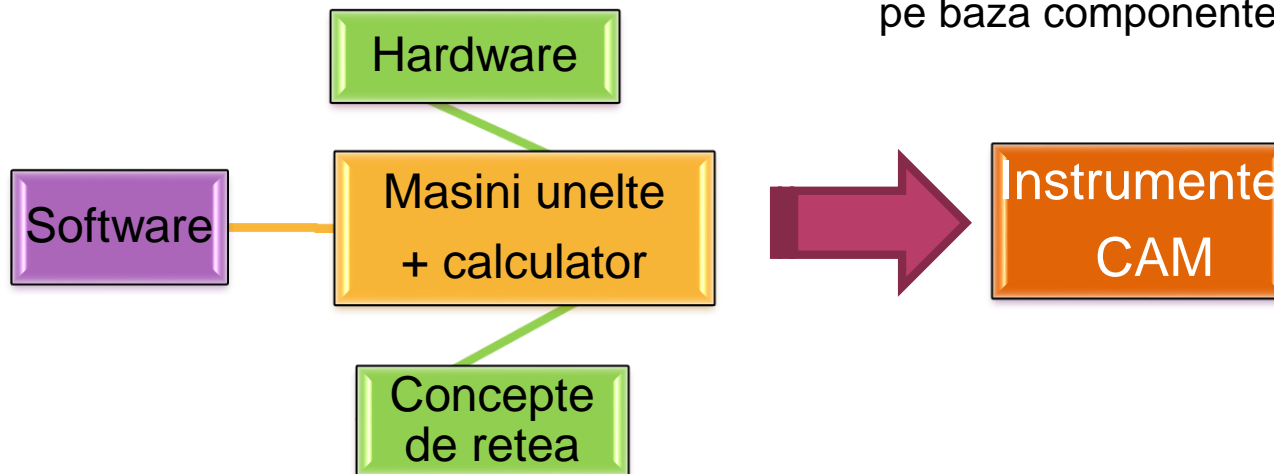 pe baza componente
Hardware
Software
Masini unelte
+ calculator
Instrumente
CAM
Concepte
de retea